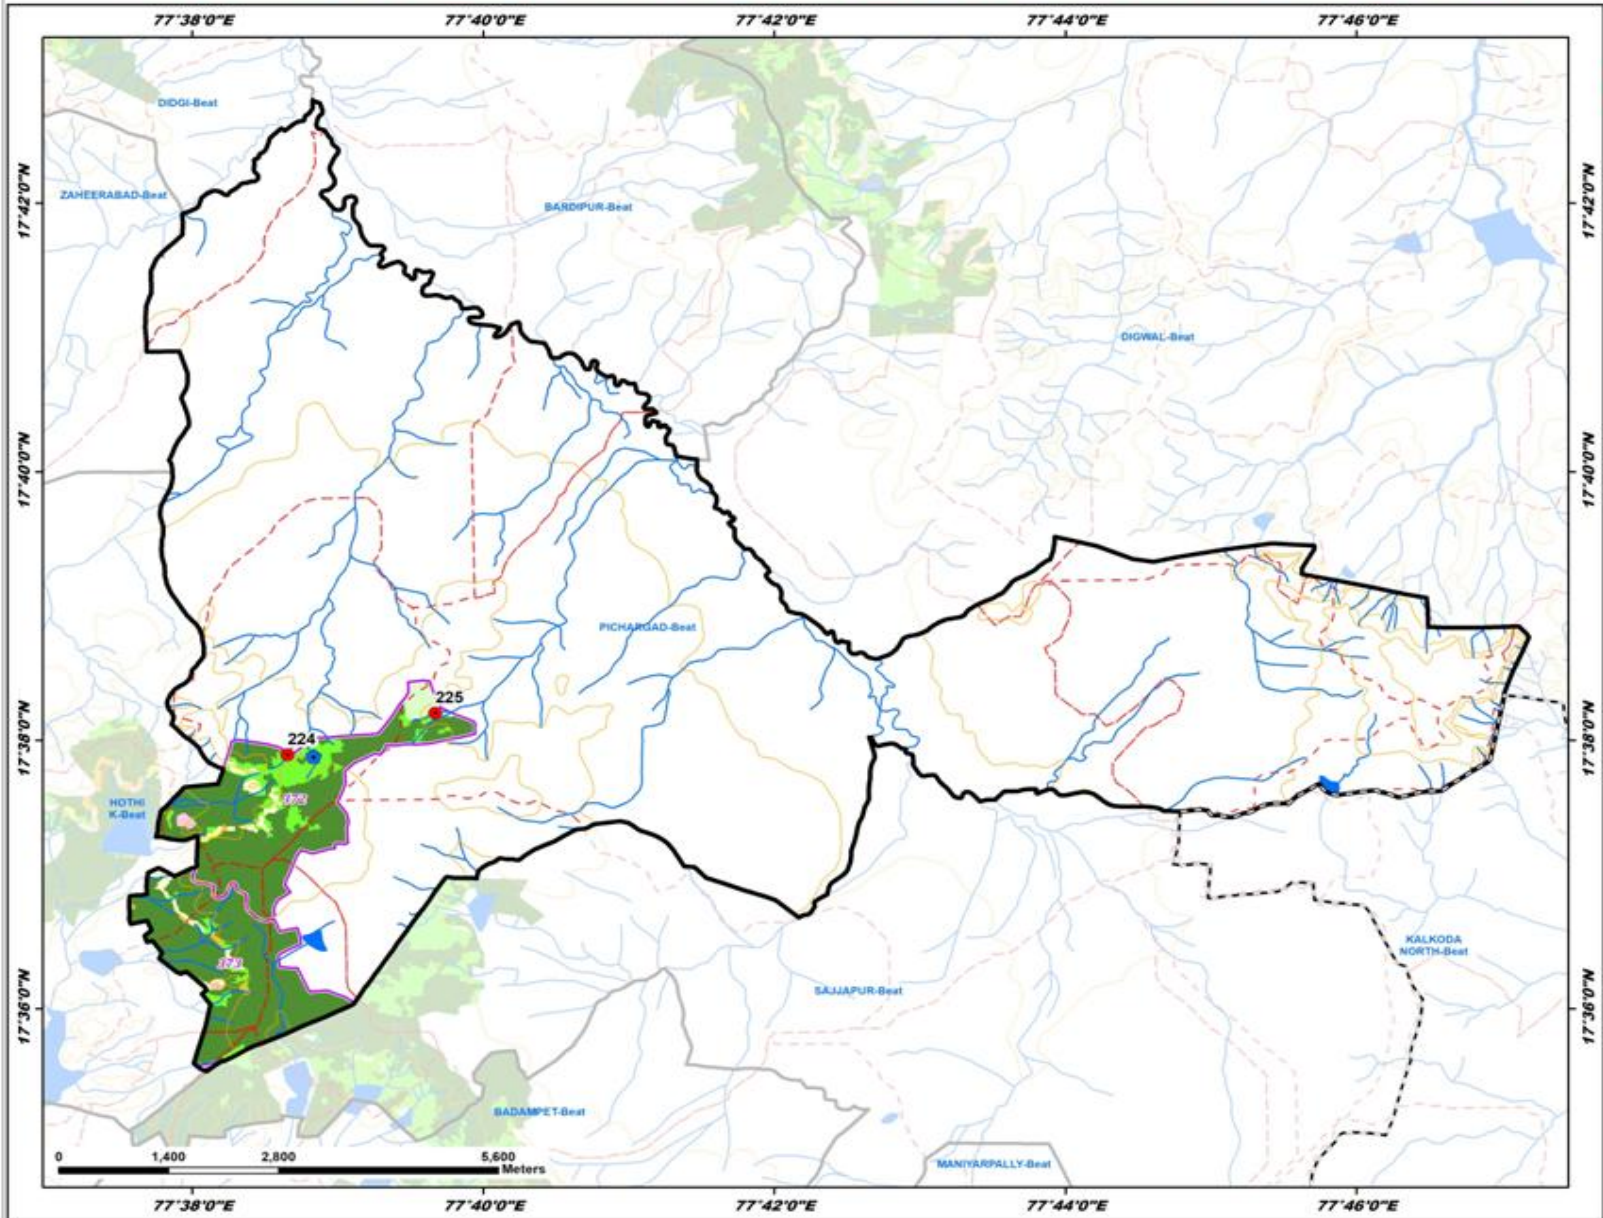 77°38'0"E
77°40'0"E
77°42'0"E
77°44'0"E
77°46'0"E
DIDGI-Beat
ZAHEERABAD-Beat
17°42'0"N
17°42'0"N
BARDIPUR-Beat
DIGWAL-Beat
17°40'0"N
17°40'0"N
PICHARGAD-Beat
225
224
17°38'0"N
17°38'0"N
372
HOTHI
K-Beat
KALKODA
NORTH-Beat
373
SAJJAPUR-Beat
17°36'0"N
17°36'0"N
BADAMPET-Beat
MANIYARPALLY-Beat
0 1,400 2,800 5,600
Meters
77°38'0"E
77°40'0"E
77°42'0"E
77°44'0"E
77°46'0"E